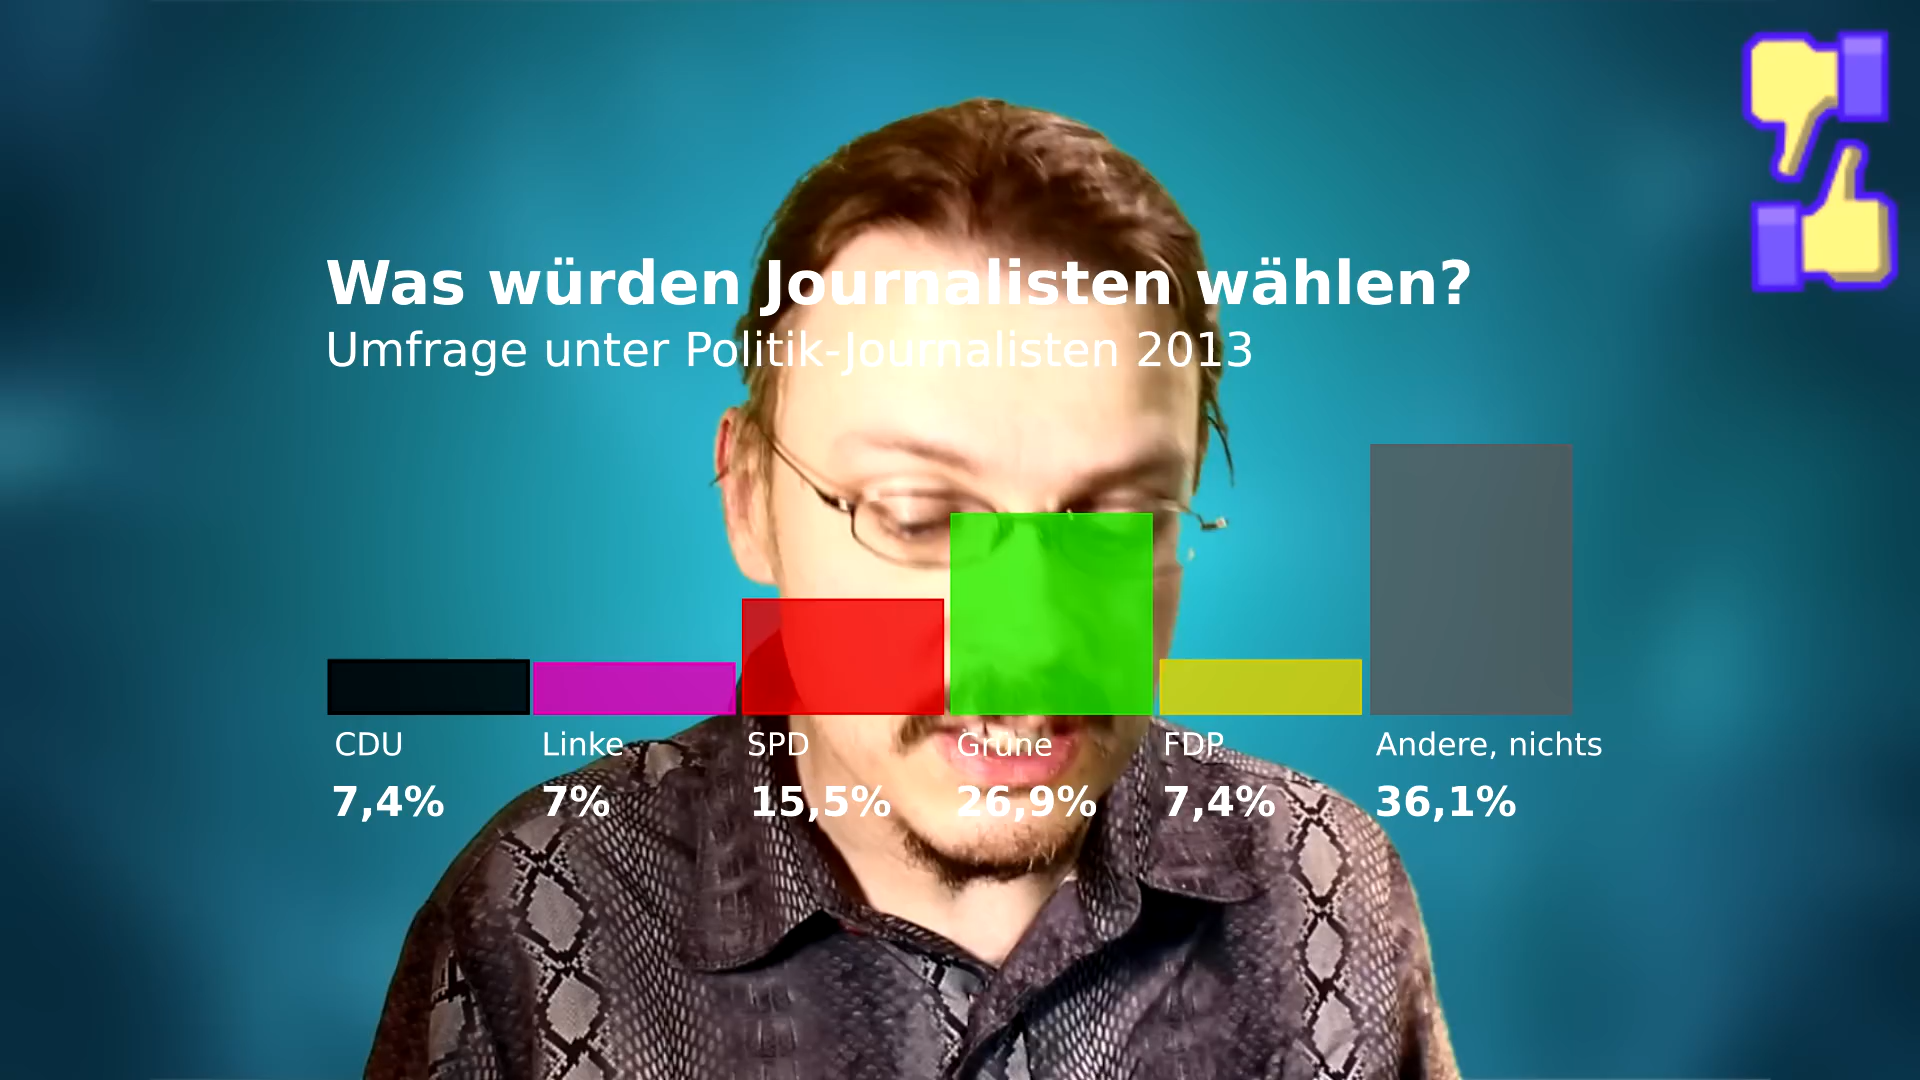 Was würden Journalisten wählen?
Umfrage unter Politik-Journalisten 2013
CDU Linke SPD Grüne FDP Andere, nichts
7,4% 7% 15,5% 26,9% 7,4% 36,1%